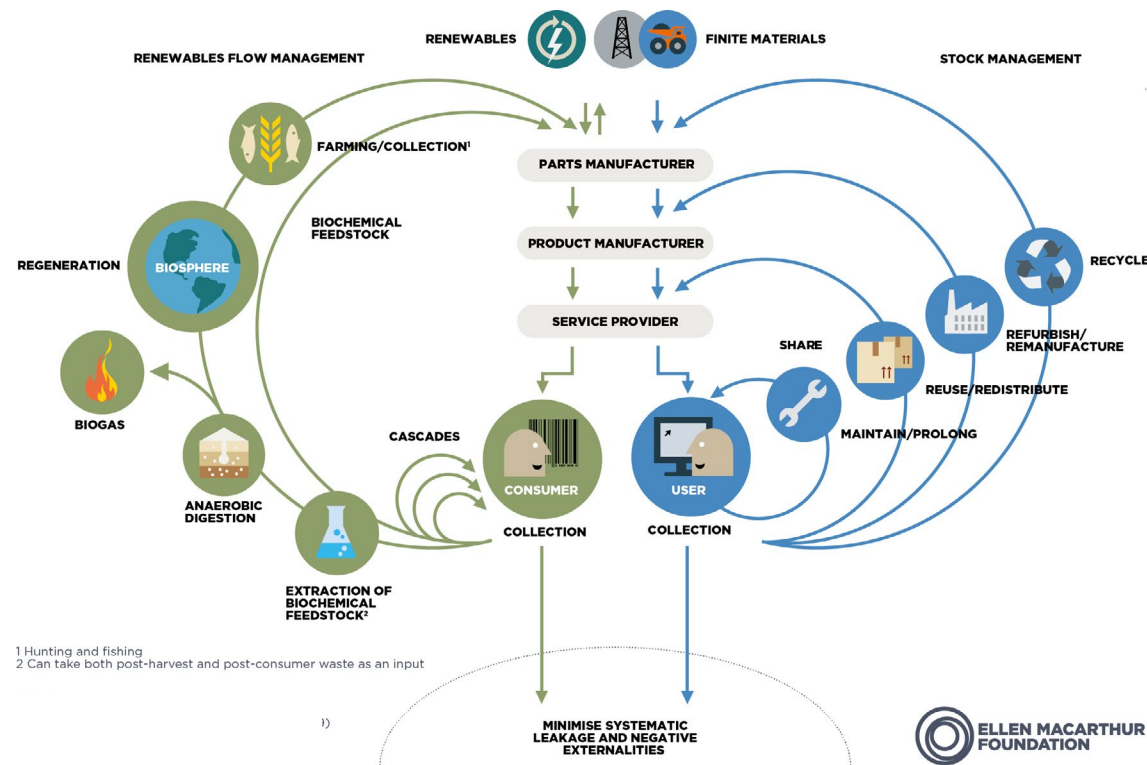 RENEWABLES
FINITE MATERIALS
RENEWABLES FLOW MANAGEMENT
STOCK MANAGEMENT
FARMING/COLLECTION¹
PARTS MANUFACTURER
BIOCHEMICAL
FEEDSTOCK
PRODUCT MANUFACTURER
REGENERATION
BIOSPHERE
RECYCLE
SERVICE PROVIDER
SHARE
REFURBISH/
REMANUFACTURE
REUSE/REDISTRIBUTE
BIOGAS
CASCADES
MAINTAIN/PROLONG
CONSUMER
USER
ANAEROBIC
DIGESTION
COLLECTION
COLLECTION
EXTRACTION OF
BIOCHEMICAL
FEEDSTOCK²
1 Hunting and fishing
2 Can take both post-harvest and post-consumer waste as an input
MINIMISE SYSTEMATIC
LEAKAGE AND NEGATIVE
EXTERNALITIES
ELLEN MACARTHUR
FOUNDATION